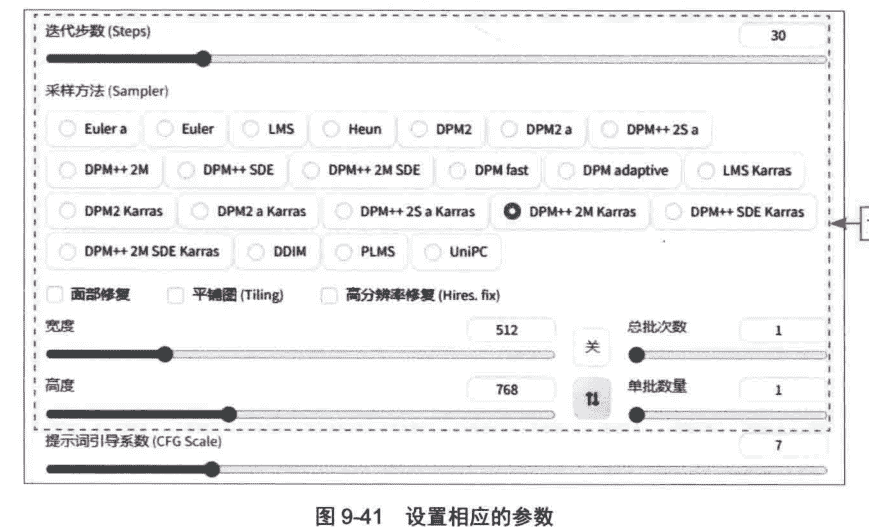 迭代步数 (Steps) 30
采样方法 (Sampler)
Euler a Euler LMS Heun DPM2 DPM2 a DPM++ 2S a
DPM++ 2M DPM++ SDE DPM++ 2M SDE DPM fast DPM adaptive LMS Karras
DPM2 Karras DPM2 a Karras DPM++ 2S a Karras DPM++ 2M Karras DPM++ SDE Karras
DPM++ 2M SDE Karras DDIM PLMS UniPC
面部修复 平铺图 (Tiling) 高分辨率修复 (Hires. fix)
宽度 512 关 总批次数 1
高度 768 单批数量 1
提示词引导系数 (CFG Scale) 7
图 9-41 设置相应的参数